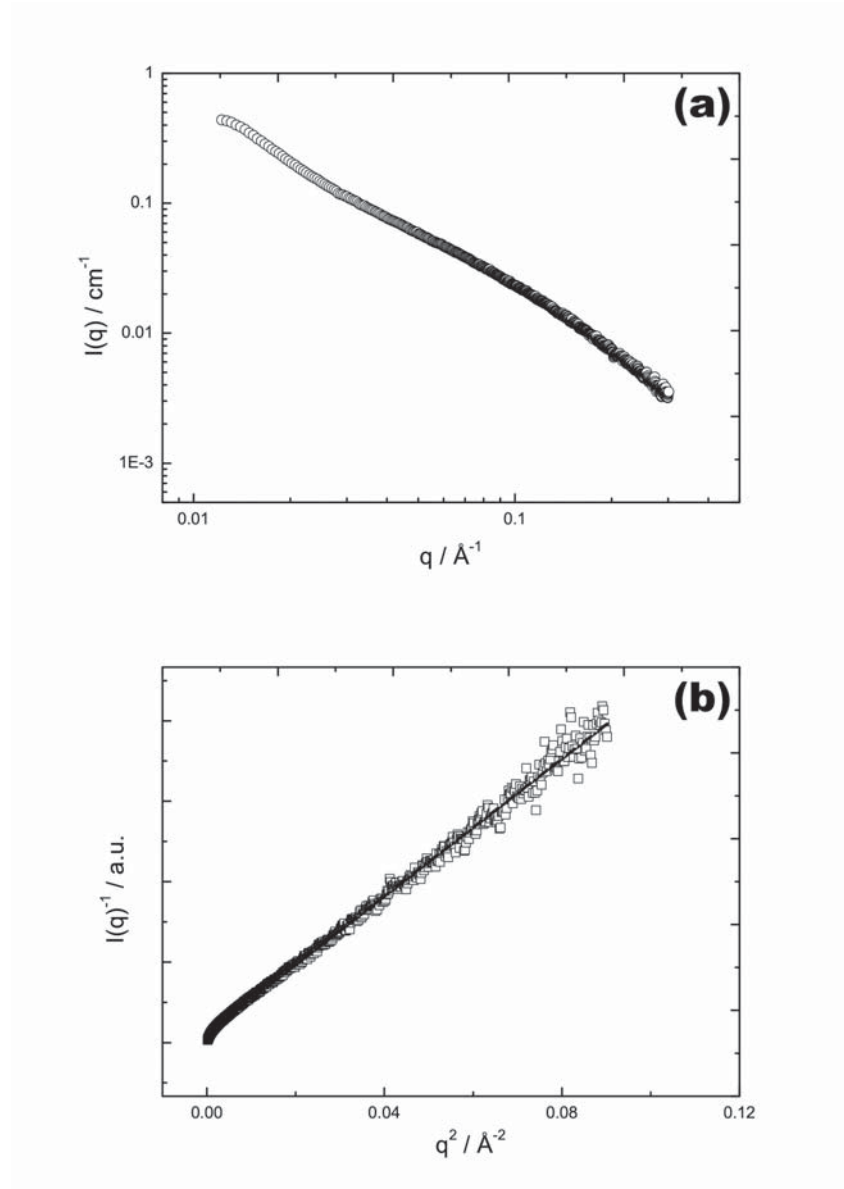 (a)
1
0.1
0.01
1E-3
I(q) / cm⁻¹
0.01 0.1
q / Å⁻¹
(b)
I(q)⁻¹ / a.u.
0.00 0.04 0.08 0.12
q² / Å⁻²